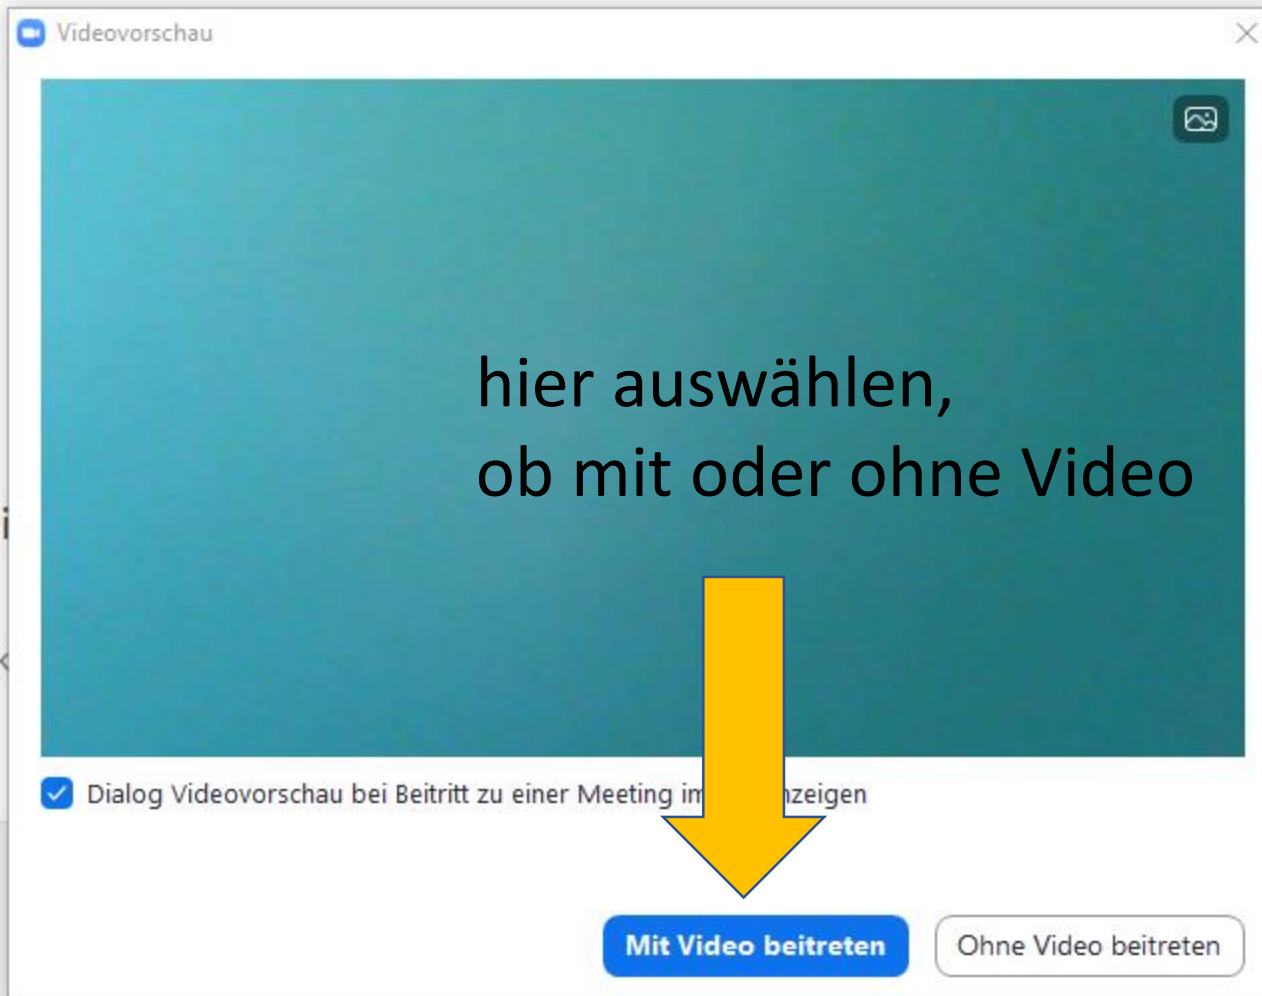 Videovorschau
hier auswählen,
ob mit oder ohne Video
Dialog Videovorschau bei Beitritt zu einer Meeting im nzeigen
Mit Video beitreten
Ohne Video beitreten